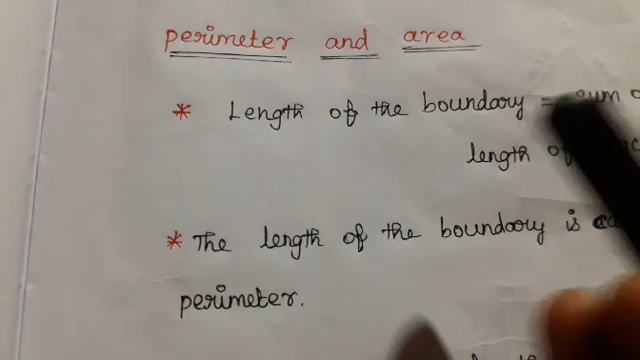 perimeter and area
* Length of the boundary = sum
length of
* The length of the boundary is
perimeter.